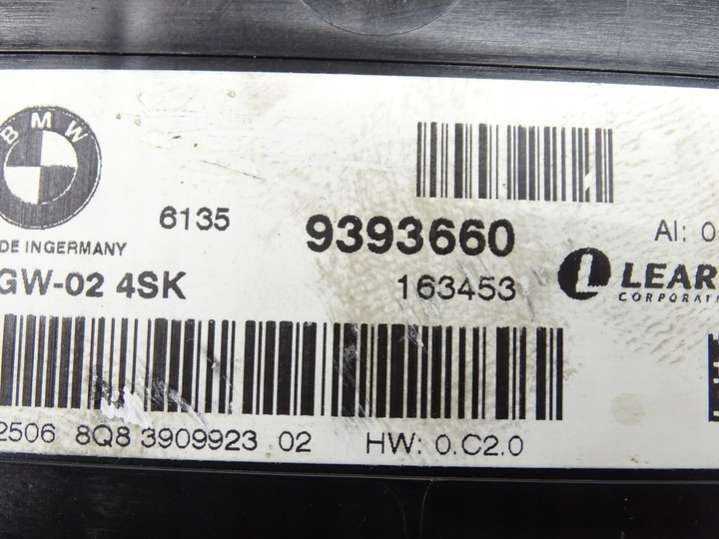 BMW
6135 9393660 AI: 0
DE INGERMANY
GW-02 4SK 163453 LEAR
CORPORAT
2506 8Q8 3909923 02 HW: 0.C2.0